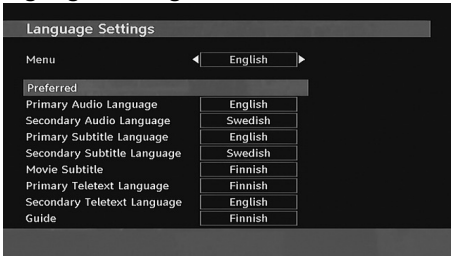 Language Settings
Menu English
Preferred
Primary Audio Language English
Secondary Audio Language Swedish
Primary Subtitle Language English
Secondary Subtitle Language Swedish
Movie Subtitle Finnish
Primary Teletext Language Finnish
Secondary Teletext Language English
Guide Finnish